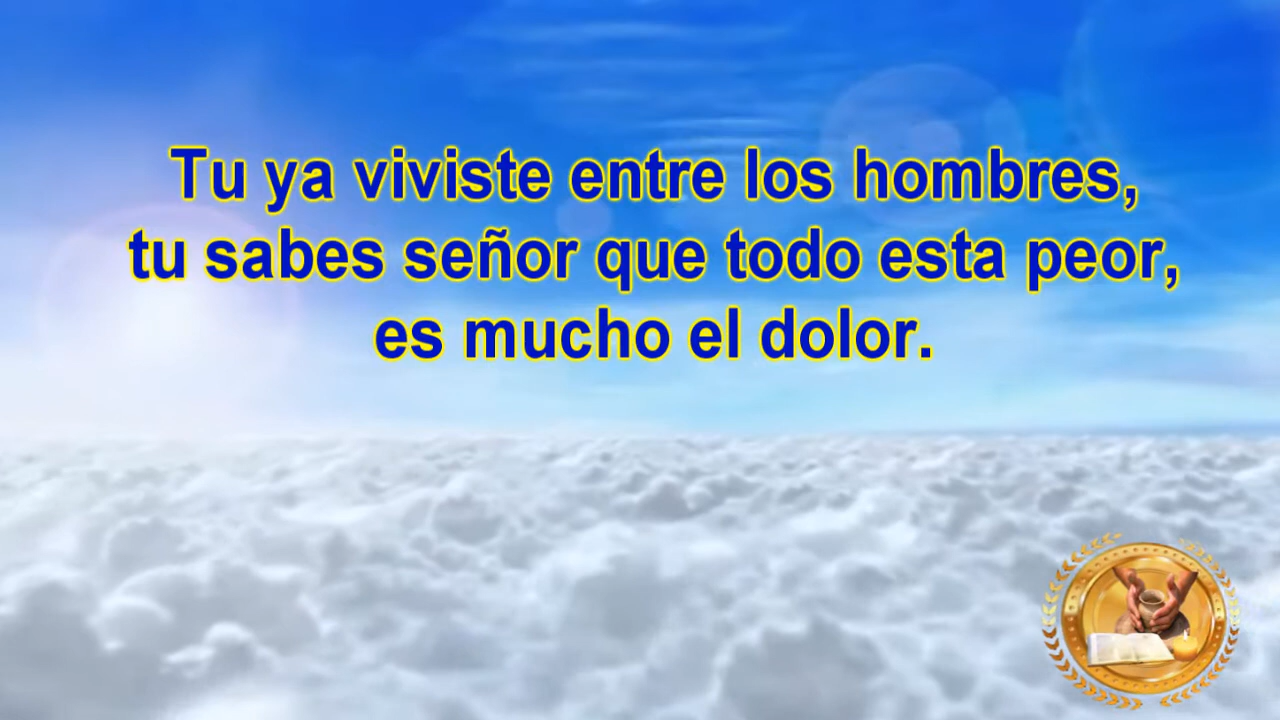 Tu ya viviste entre los hombres,
tu sabes señor que todo esta peor,
es mucho el dolor.